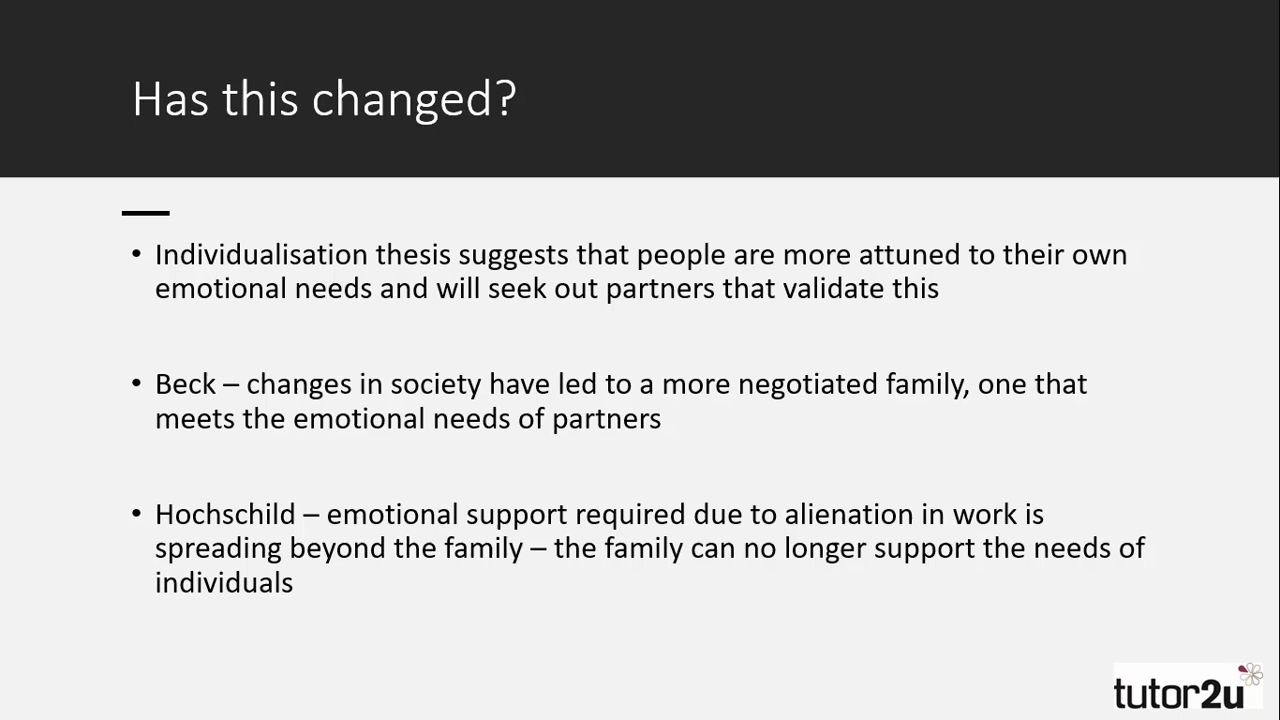 Has this changed?
• Individualisation thesis suggests that people are more attuned to their own
emotional needs and will seek out partners that validate this
• Beck – changes in society have led to a more negotiated family, one that
meets the emotional needs of partners
• Hochschild – emotional support required due to alienation in work is
spreading beyond the family – the family can no longer support the needs of
individuals
tutor2u